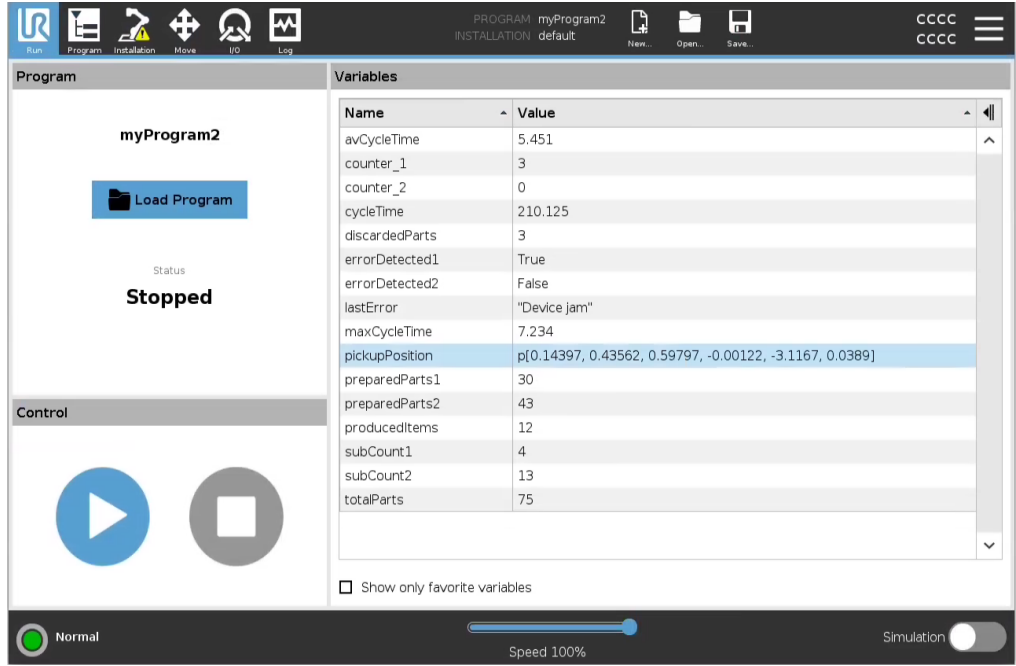 UR
PROGRAM myProgram2
INSTALLATION default
CCCC
CCCC
Run Program Installation Move I/O Log New... Open... Save...
Program
myProgram2
Load Program
Status
Stopped
Control
Variables
Name Value
avCycleTime 5.451
counter_1 3
counter_2 0
cycleTime 210.125
discardedParts 3
errorDetected1 True
errorDetected2 False
lastError "Device jam"
maxCycleTime 7.234
pickupPosition p[0.14397, 0.43562, 0.59797, -0.00122, -3.1167, 0.0389]
preparedParts1 30
preparedParts2 43
producedItems 12
subCount1 4
subCount2 13
totalParts 75
Show only favorite variables
Normal
Speed 100%
Simulation